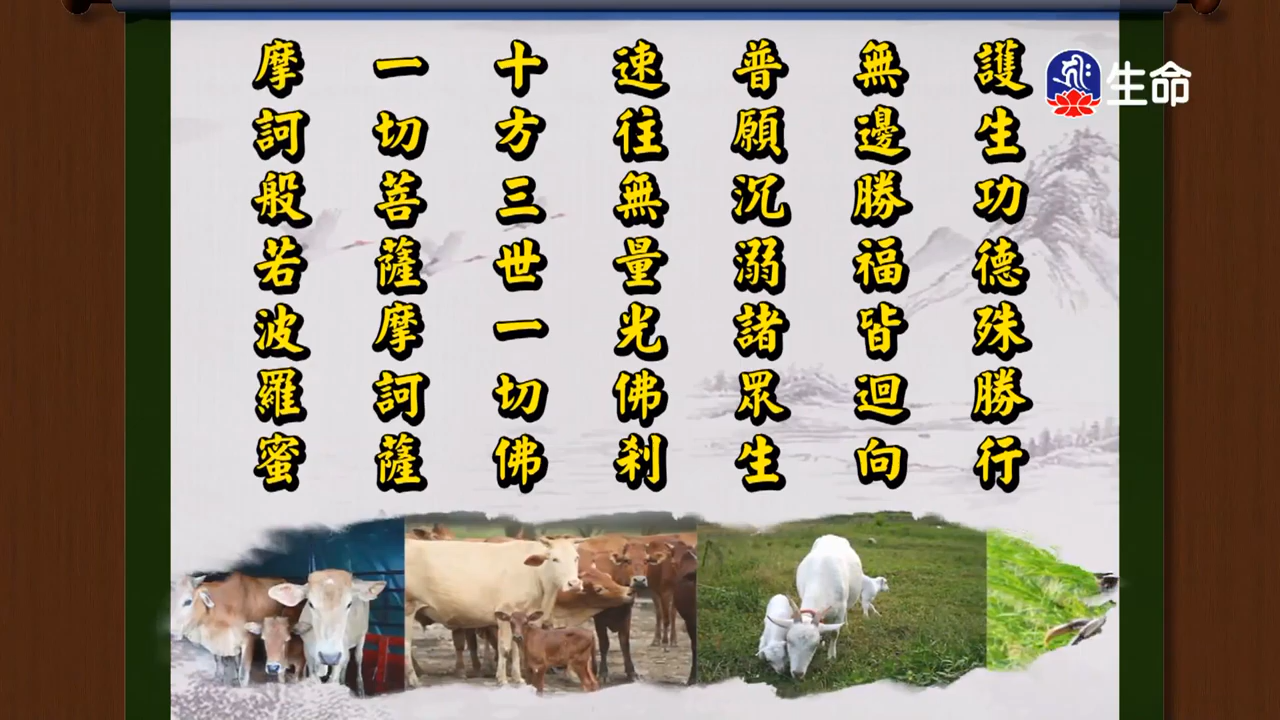 護生功德殊勝行
無邊勝福皆迴向
普願沉溺諸眾生
速往無量光佛剎
十方三世一切佛
一切菩薩摩訶薩
摩訶般若波羅蜜
生命